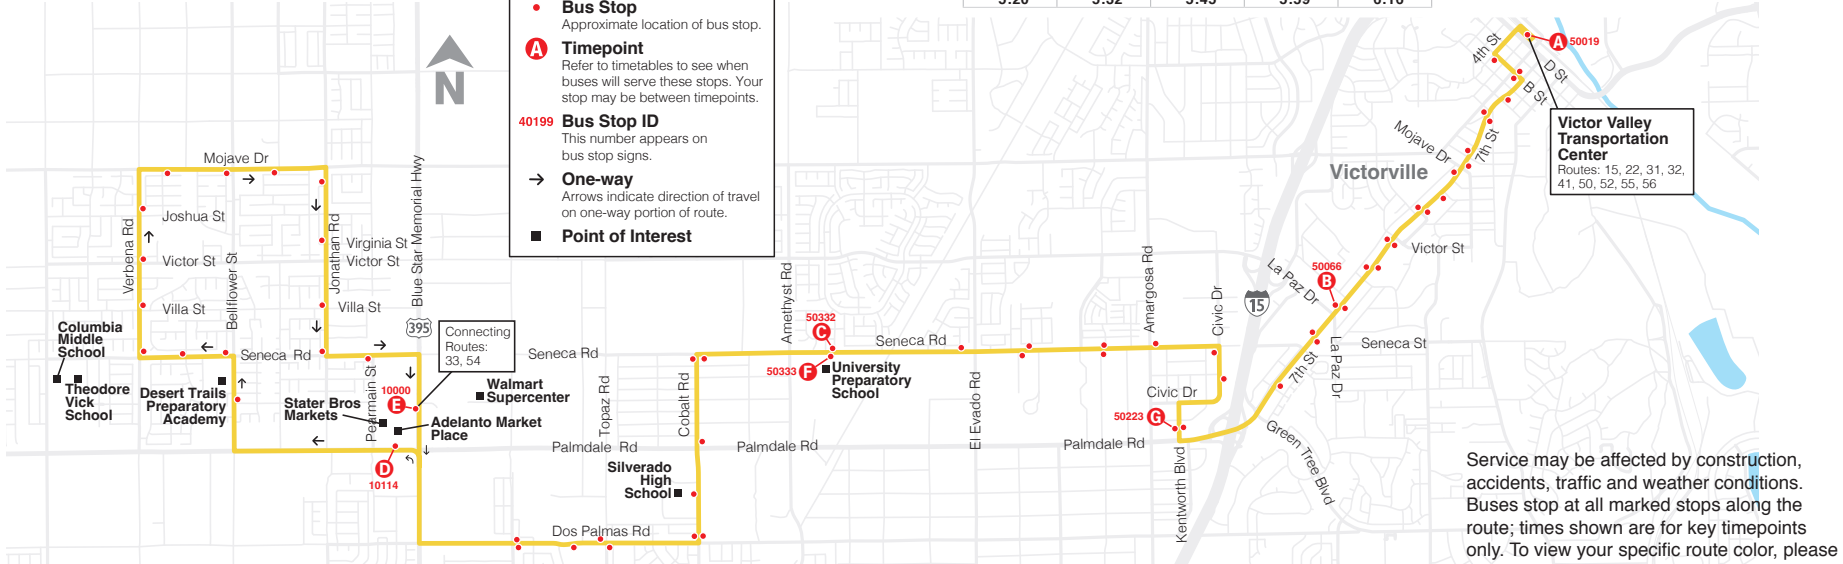 Bus Stop
Approximate location of bus stop.
A
Timepoint
Refer to timetables to see when
buses will serve these stops. Your
stop may be between timepoints.
40199
Bus Stop ID
This number appears on
bus stop signs.
One-way
Arrows indicate direction of travel
on one-way portion of route.
Point of Interest
N
4th St
A
50019
D St
B St
Victor Valley
Transportation
Center
Routes: 15, 22, 31, 32,
41, 50, 52, 55, 56
Mojave Dr
7th St
Victorville
Mojave Dr
Verbena Rd
Joshua St
Victor St
Villa St
Bellflower St
Jonathan Rd
Virginia St
Victor St
Villa St
Blue Star Memorial Hwy
395
Connecting
Routes:
33, 54
Seneca Rd
Columbia
Middle
School
Theodore
Vick
School
Desert Trails
Preparatory
Academy
Stater Bros
Markets
Pearmain St
10000
E
Walmart
Supercenter
Adelanto Market
Place
D
10114
Seneca Rd
Topaz Rd
Cobalt Rd
Palmdale Rd
Silverado
High
School
Dos Palmas Rd
Amethyst Rd
50332
C
50333
F
University
Preparatory
School
Seneca Rd
Palmdale Rd
El Evado Rd
Amargosa Rd
Civic Dr
15
La Paz Dr
50066
B
Victor St
Seneca St
La Paz Dr
7th St
Civic Dr
50223
G
Palmdale Rd
Kentworth Blvd
Green Tree Blvd
Service may be affected by construction,
accidents, traffic and weather conditions.
Buses stop at all marked stops along the
route; times shown are for key timepoints
only. To view your specific route color, please